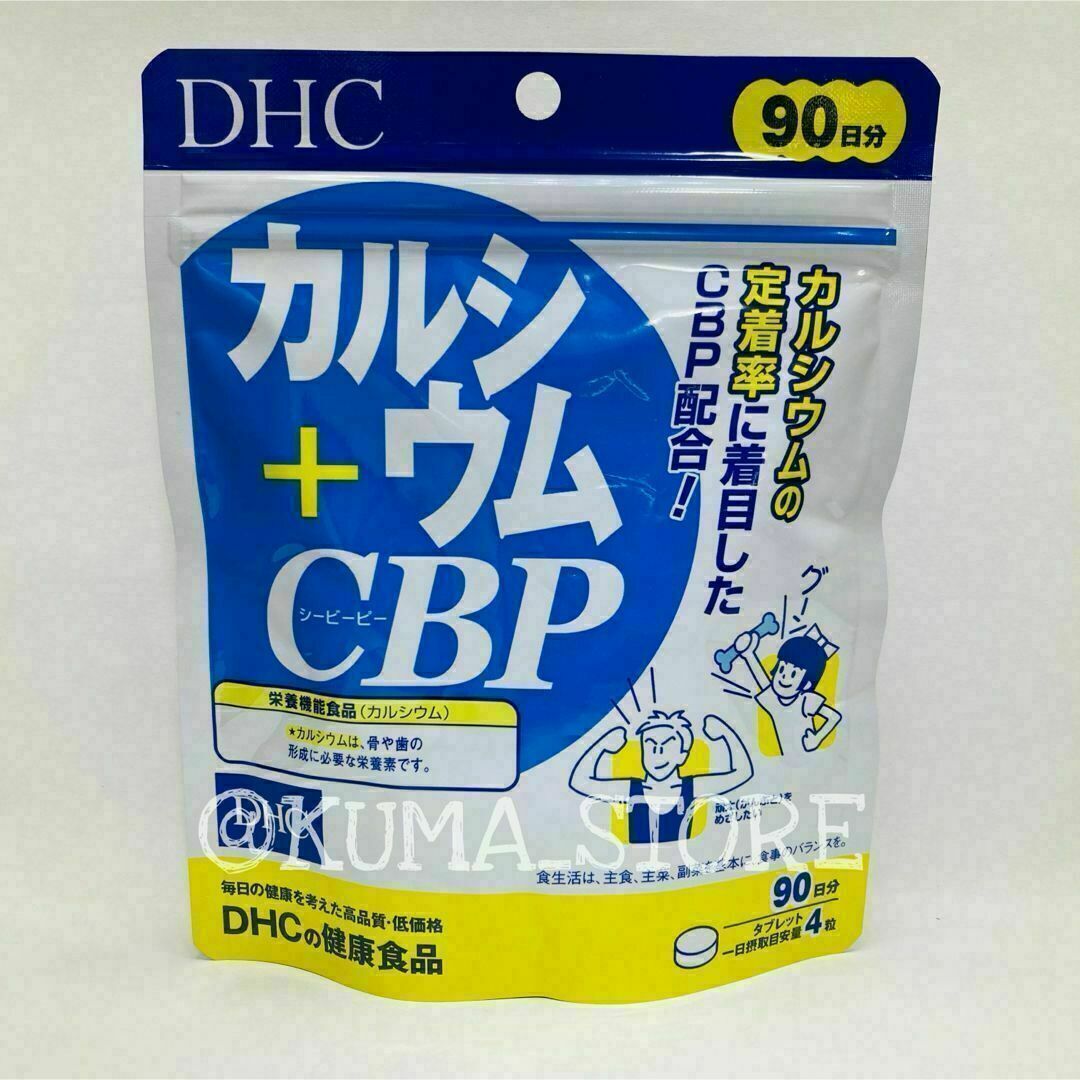 DHC
90日分
カルシ
+ウム
CBP
シービーピー
カルシウムの
定着率に着目した
CBP配合!
グーン
栄養機能食品(カルシウム)
★カルシウムは、骨や歯の
形成に必要な栄養素です。
めざしたい
DHC
@KUMA_STORE
食生活は、主食、主菜、副菜を基本に、食事のバランスを。
毎日の健康を考えた高品質・低価格
DHCの健康食品
90日分
タブレット
一日摂取目安量4粒